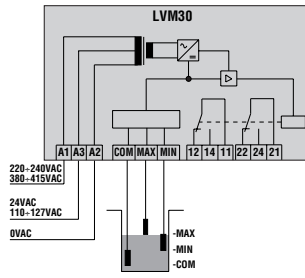 LVM30
A1 A3 A2 COM MAX MIN 12 14 11 22 24 21
220÷240VAC
380÷415VAC
24VAC
110÷127VAC
0VAC
-MAX
-MIN
-COM